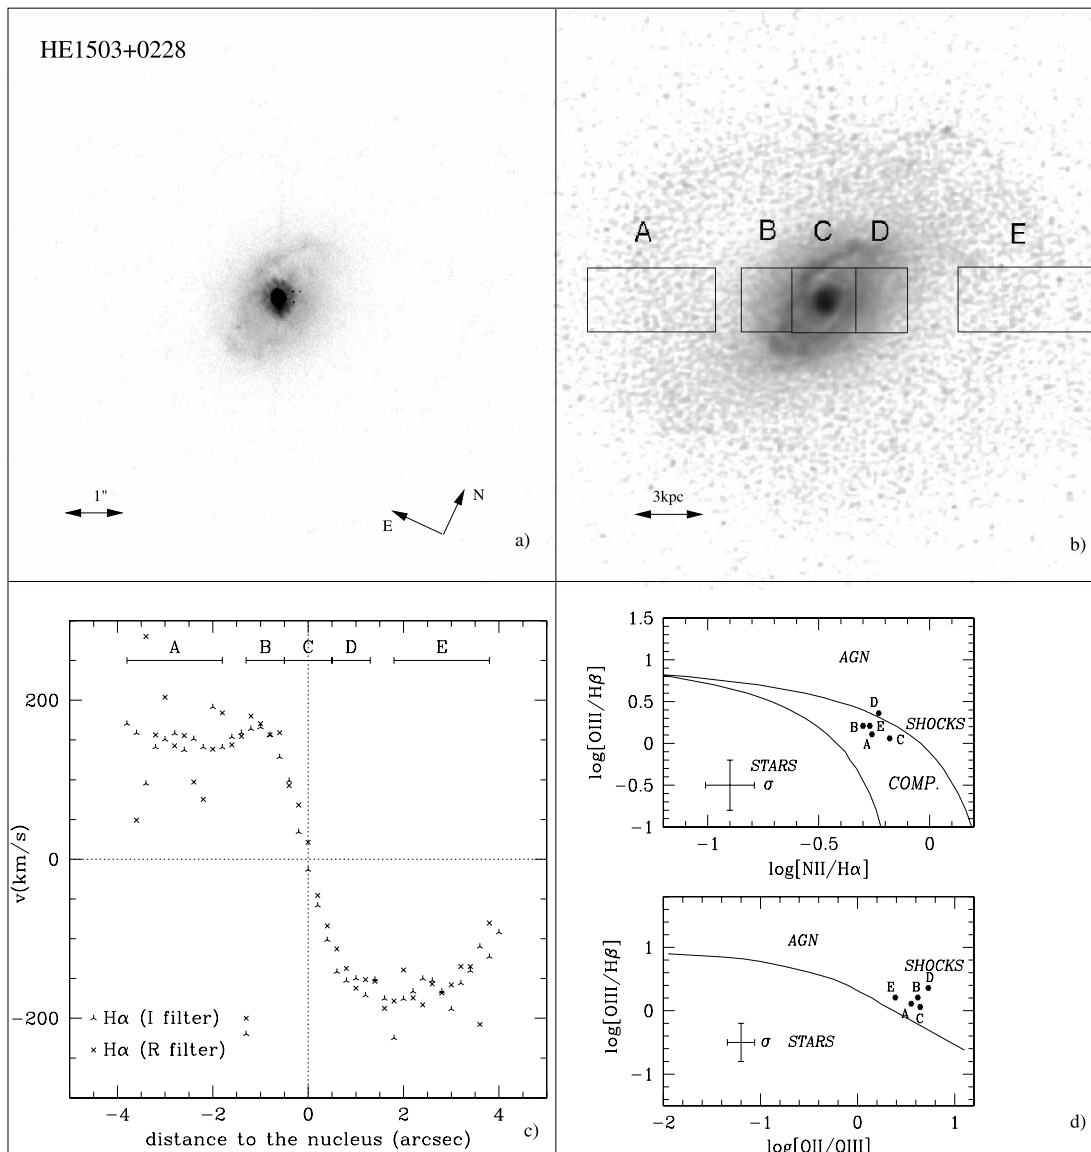 HE1503+0228
1"
N
E
a)
A
B C D
E
3kpc
b)
A B C D E
200
0
−200
v(km/s)
Hα (I filter)
Hα (R filter)
−4 −2 0 2 4
distance to the nucleus (arcsec)
c)
1.5
1
0.5
0
−0.5
−1
log[OIII/Hβ]
AGN
D
SHOCKS
B E
A C
STARS
COMP.
σ
−1 −0.5 0
log[NII/Hα]
1
0
−1
log[OIII/Hβ]
AGN
SHOCKS
D
E B
A C
σ STARS
−2 −1 0 1
log[OII/OIII]
d)